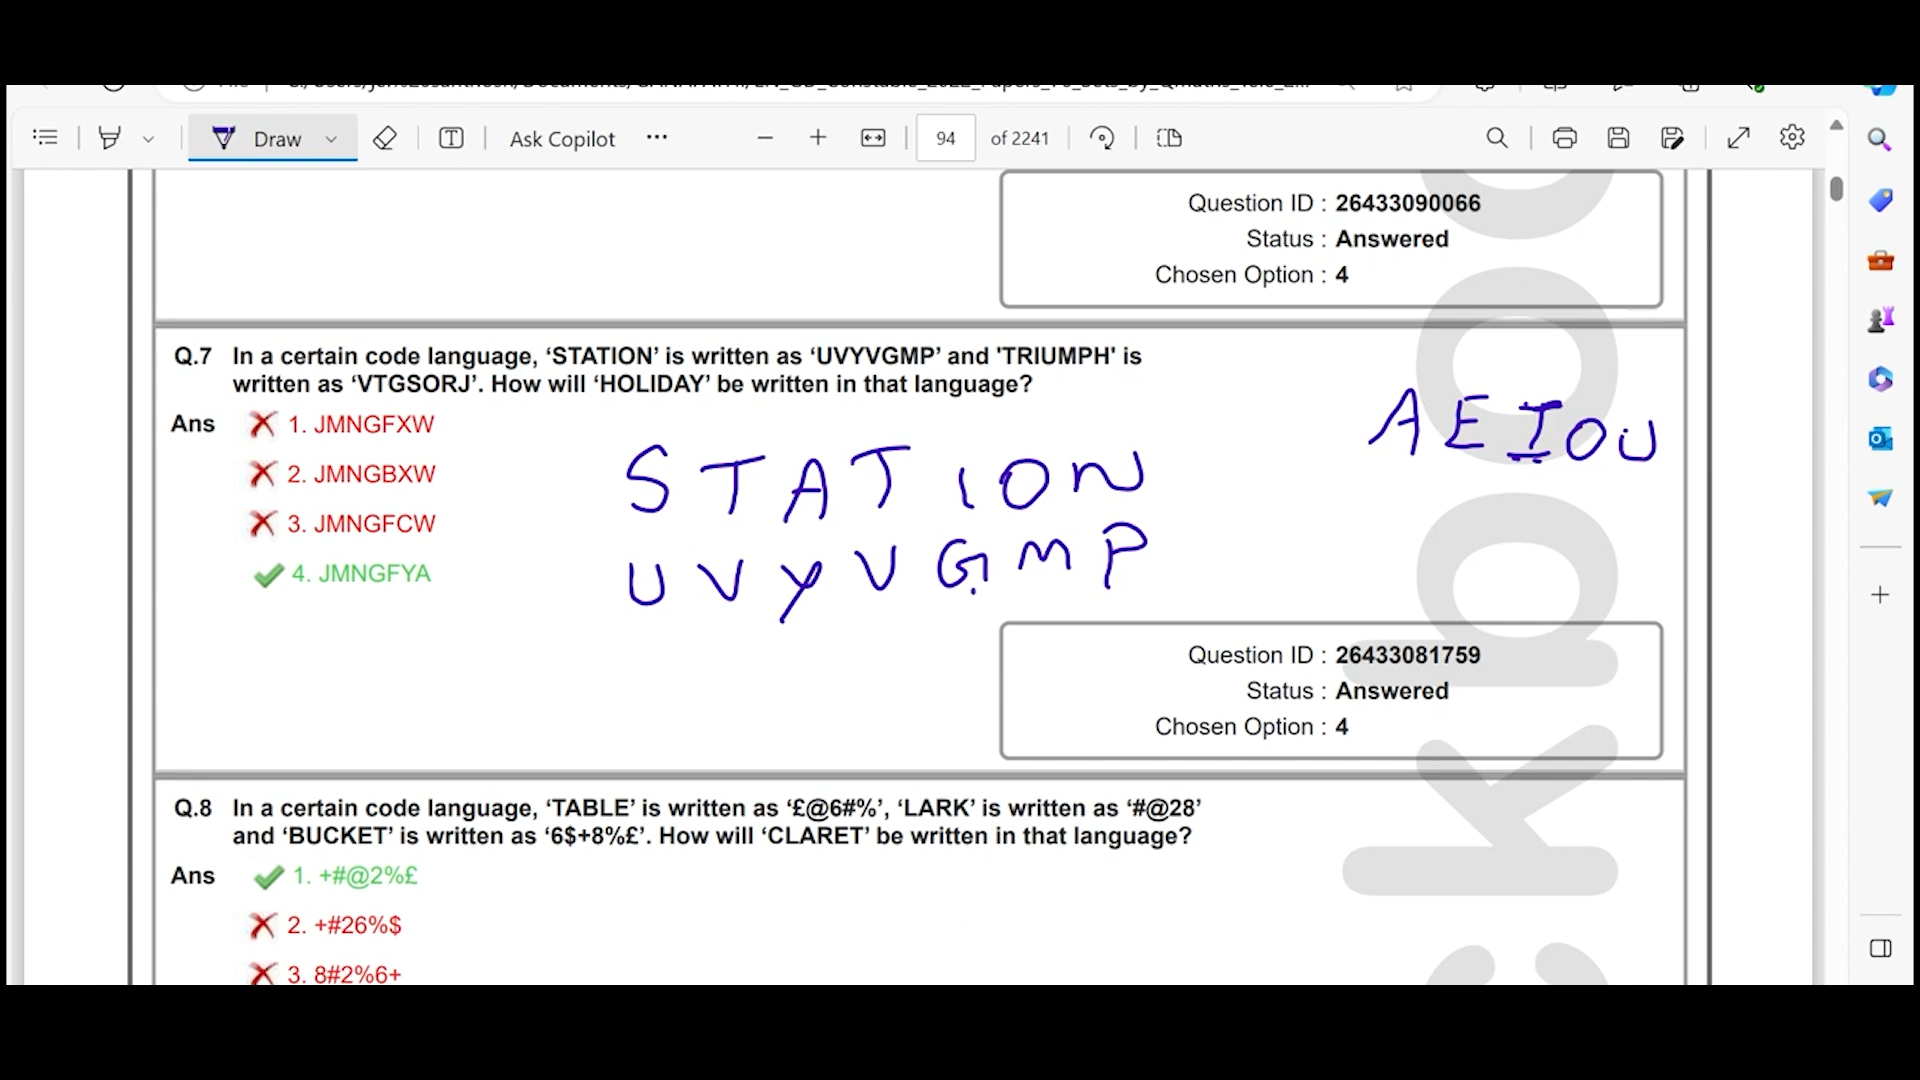 Draw
Ask Copilot
94 of 2241
Question ID : 26433090066
Status : Answered
Chosen Option : 4
Q.7 In a certain code language, ‘STATION’ is written as ‘UVYVGMP’ and 'TRIUMPH' is
written as ‘VTGSORJ’. How will ‘HOLIDAY’ be written in that language?
Ans 1. JMNGFXW
2. JMNGBXW
3. JMNGFCW
4. JMNGFYA
A E I O U
S T A T I O N
U V Y V G M P
Question ID : 26433081759
Status : Answered
Chosen Option : 4
Q.8 In a certain code language, ‘TABLE’ is written as ‘£@6#%’, ‘LARK’ is written as ‘#@28’
and ‘BUCKET’ is written as ‘6$+8%£’. How will ‘CLARET’ be written in that language?
Ans 1. +#@2%£
2. +#26%$
3. 8#2%6+